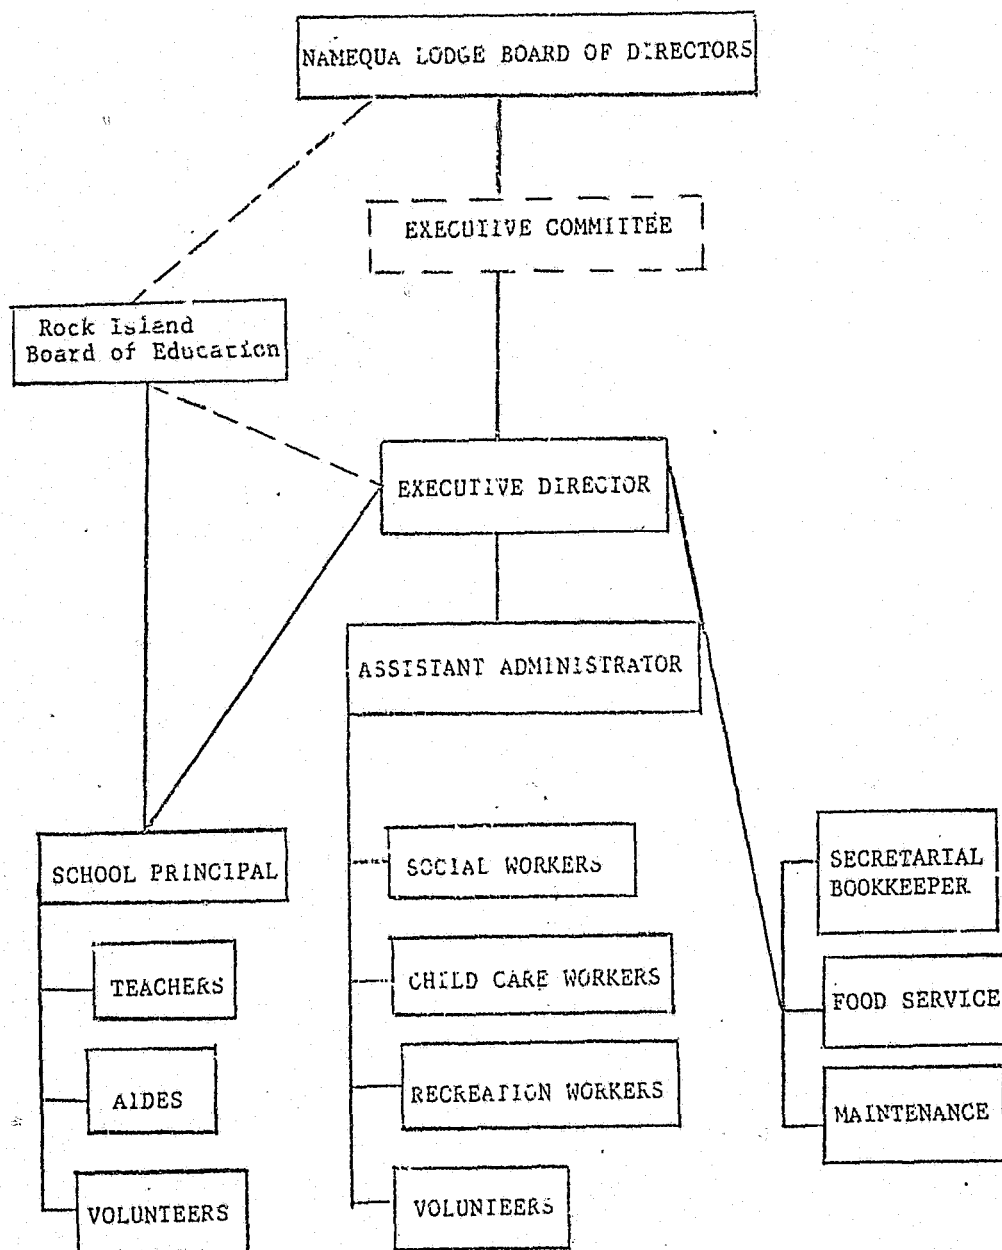 NAMEQUA LODGE BOARD OF DIRECTORS
EXECUTIVE COMMITTEE
Rock Island
Board of Education
EXECUTIVE DIRECTOR
ASSISTANT ADMINISTRATOR
SCHOOL PRINCIPAL
SOCIAL WORKERS
SECRETARIAL
BOOKKEEPER
TEACHERS
CHILD CARE WORKERS
FOOD SERVICE
AIDES
RECREATION WORKERS
MAINTENANCE
VOLUNTEERS
VOLUNTEERS